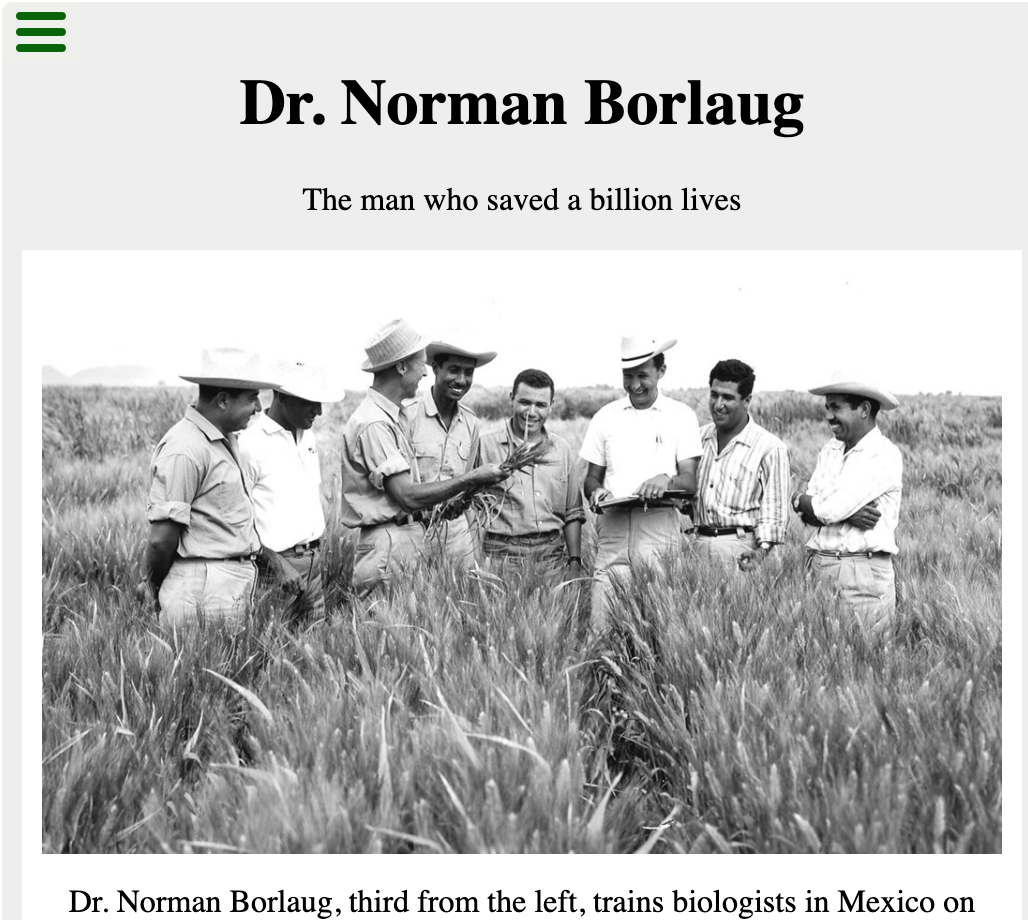 Dr. Norman Borlaug
The man who saved a billion lives
Dr. Norman Borlaug, third from the left, trains biologists in Mexico on